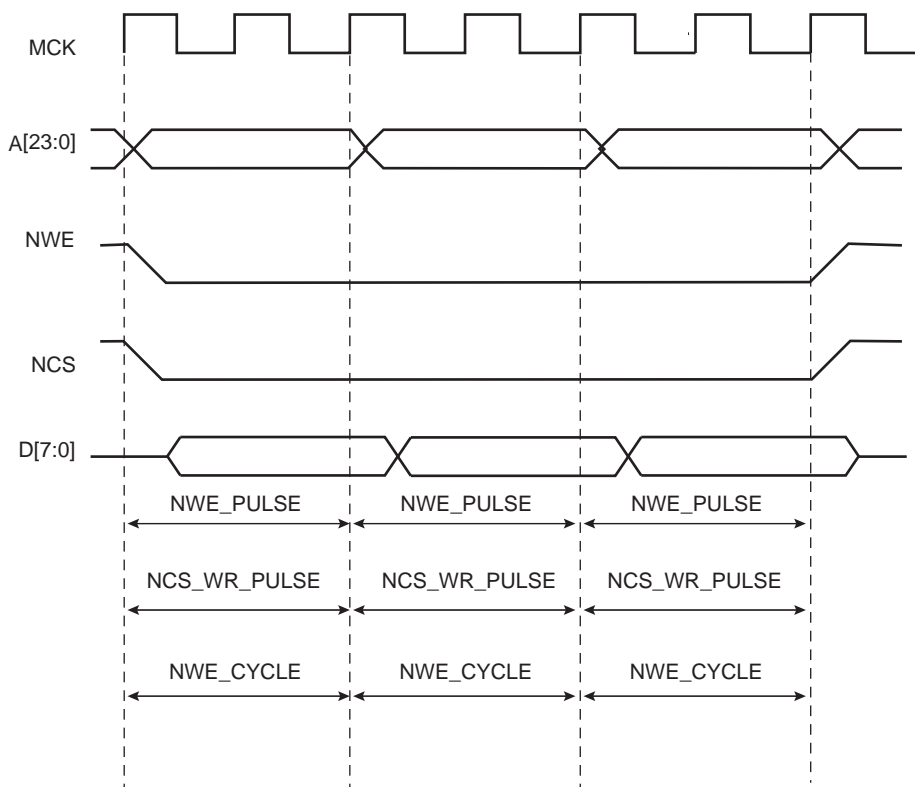 MCK
A[23:0]
NWE
NCS
D[7:0]
NWE_PULSE NWE_PULSE NWE_PULSE
NCS_WR_PULSE NCS_WR_PULSE NCS_WR_PULSE
NWE_CYCLE NWE_CYCLE NWE_CYCLE